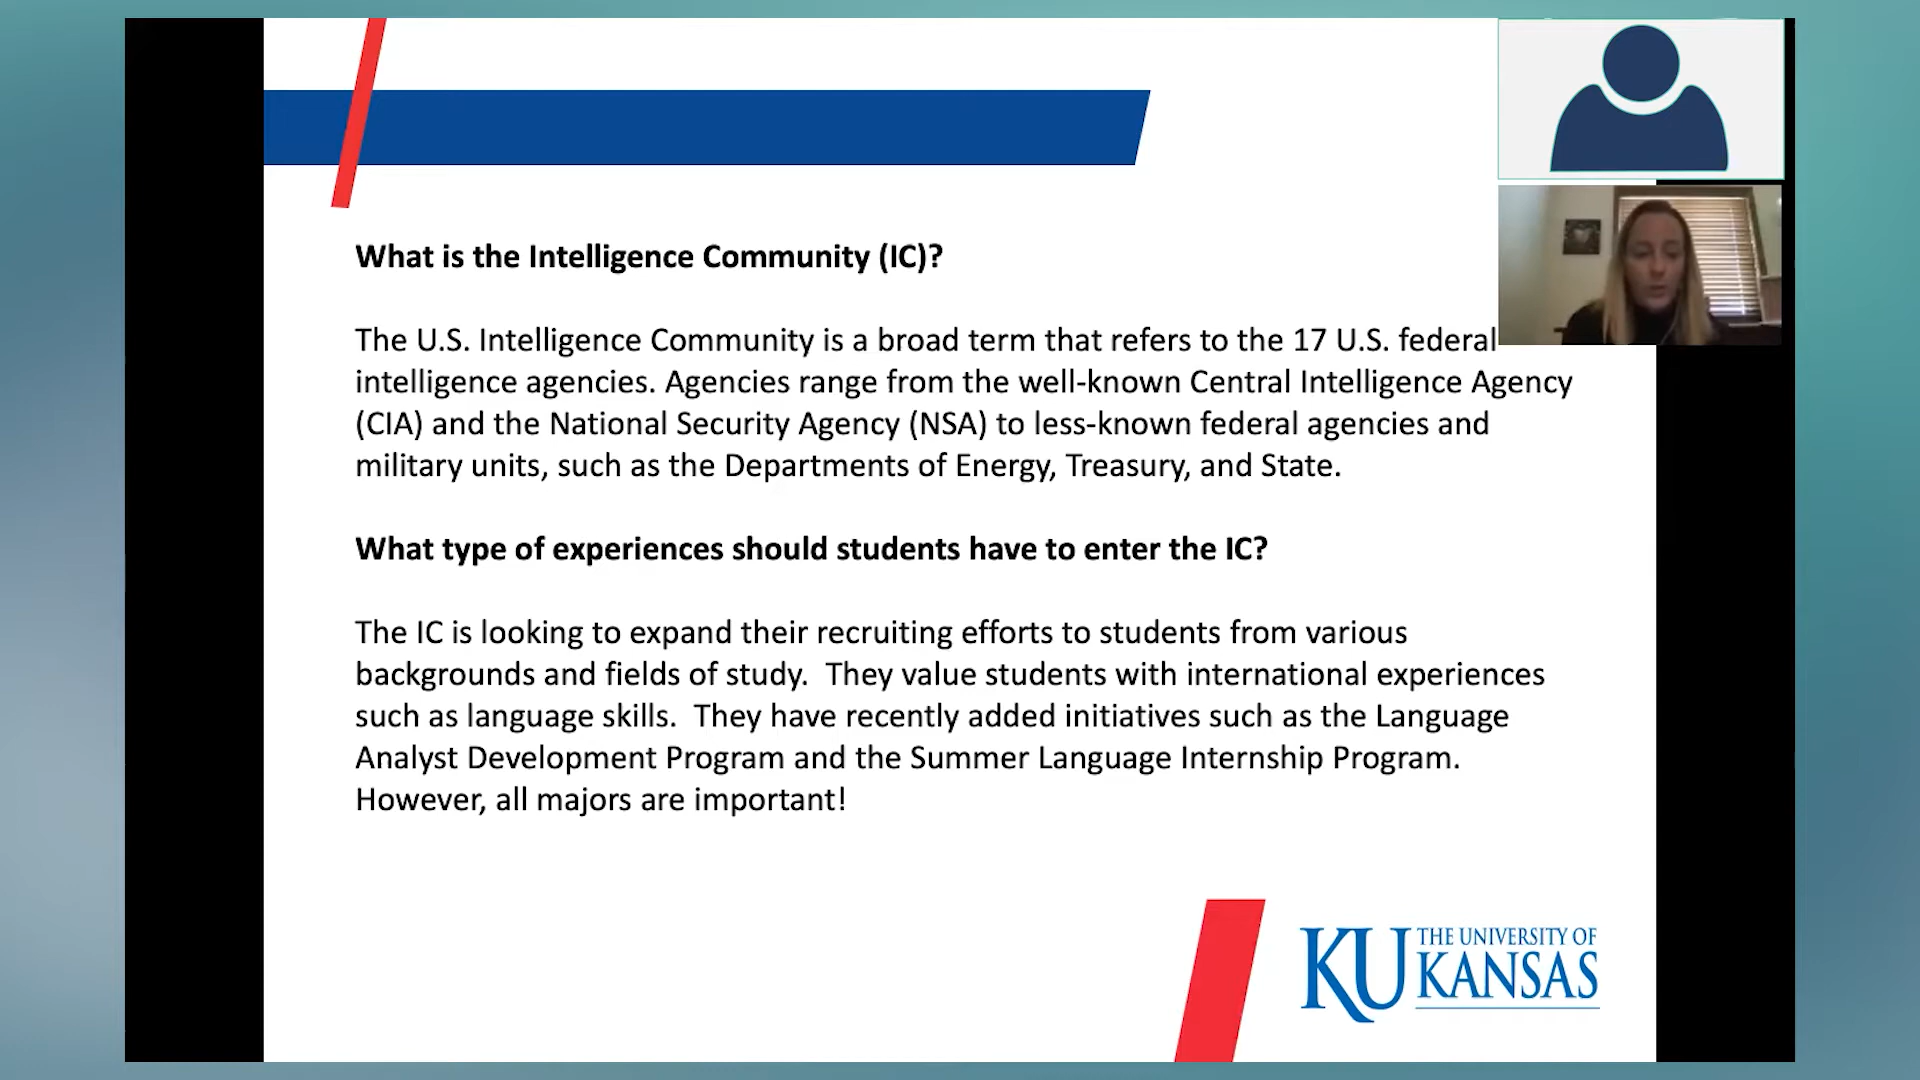 What is the Intelligence Community (IC)?
The U.S. Intelligence Community is a broad term that refers to the 17 U.S. federal
intelligence agencies. Agencies range from the well-known Central Intelligence Agency
(CIA) and the National Security Agency (NSA) to less-known federal agencies and
military units, such as the Departments of Energy, Treasury, and State.
What type of experiences should students have to enter the IC?
The IC is looking to expand their recruiting efforts to students from various
backgrounds and fields of study.  They value students with international experiences
such as language skills.  They have recently added initiatives such as the Language
Analyst Development Program and the Summer Language Internship Program.
However, all majors are important!
KU THE UNIVERSITY OF
KANSAS